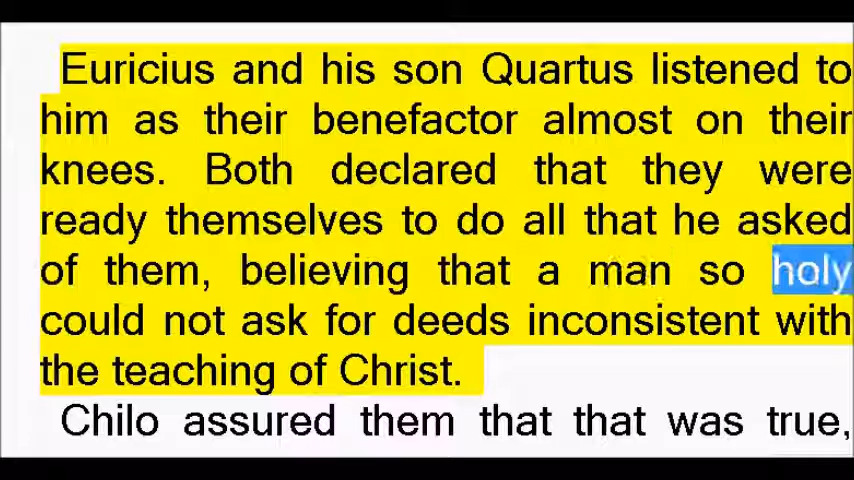 Euricius and his son Quartus listened to
him as their benefactor almost on their
knees. Both declared that they were
ready themselves to do all that he asked
of them, believing that a man so holy
could not ask for deeds inconsistent with
the teaching of Christ.
Chilo assured them that that was true,